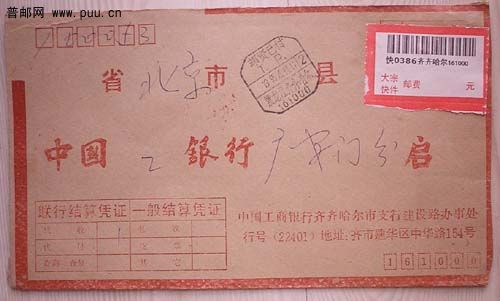 普邮网
www.puu.cn
省北京市 县
161000
快0386齐齐哈尔161000
大宗 邮费 元
快件
中國 工 銀行 广安门分 启
联行结算凭证 一般结算凭证
中国工商银行齐齐哈尔市支行建设路办事处
行号(22401)地址:齐市建华区中华路154号
161000